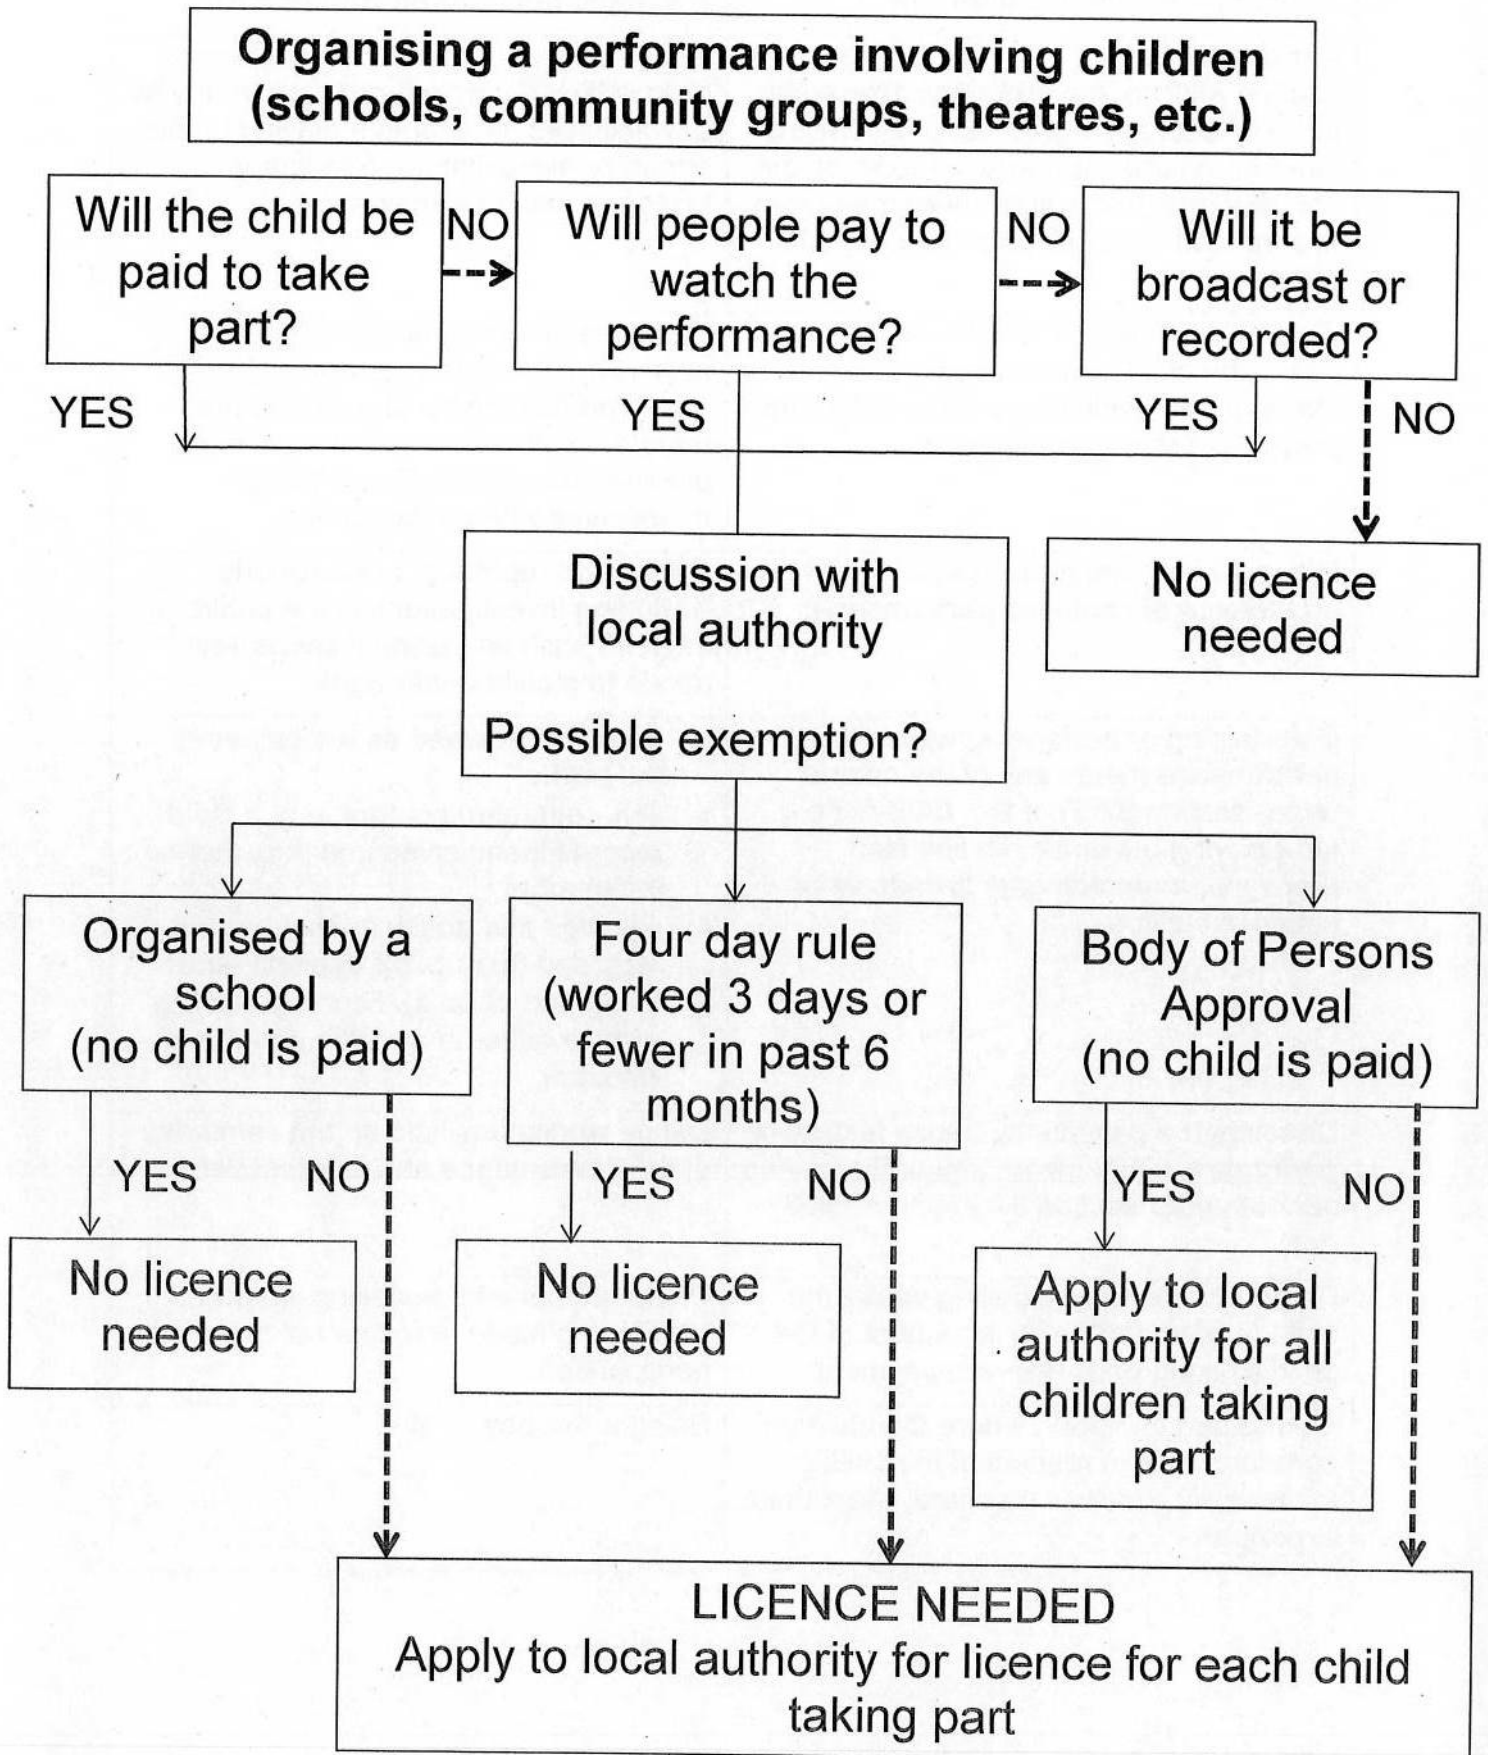 Organising a performance involving children
(schools, community groups, theatres, etc.)
Will the child be
paid to take
part?
NO
Will people pay to
watch the
performance?
NO
Will it be
broadcast or
recorded?
YES
YES
YES
NO
Discussion with
local authority
Possible exemption?
No licence
needed
Organised by a
school
(no child is paid)
Four day rule
(worked 3 days or
fewer in past 6
months)
Body of Persons
Approval
(no child is paid)
YES
NO
YES
NO
YES
NO
No licence
needed
No licence
needed
Apply to local
authority for all
children taking
part
LICENCE NEEDED
Apply to local authority for licence for each child
taking part